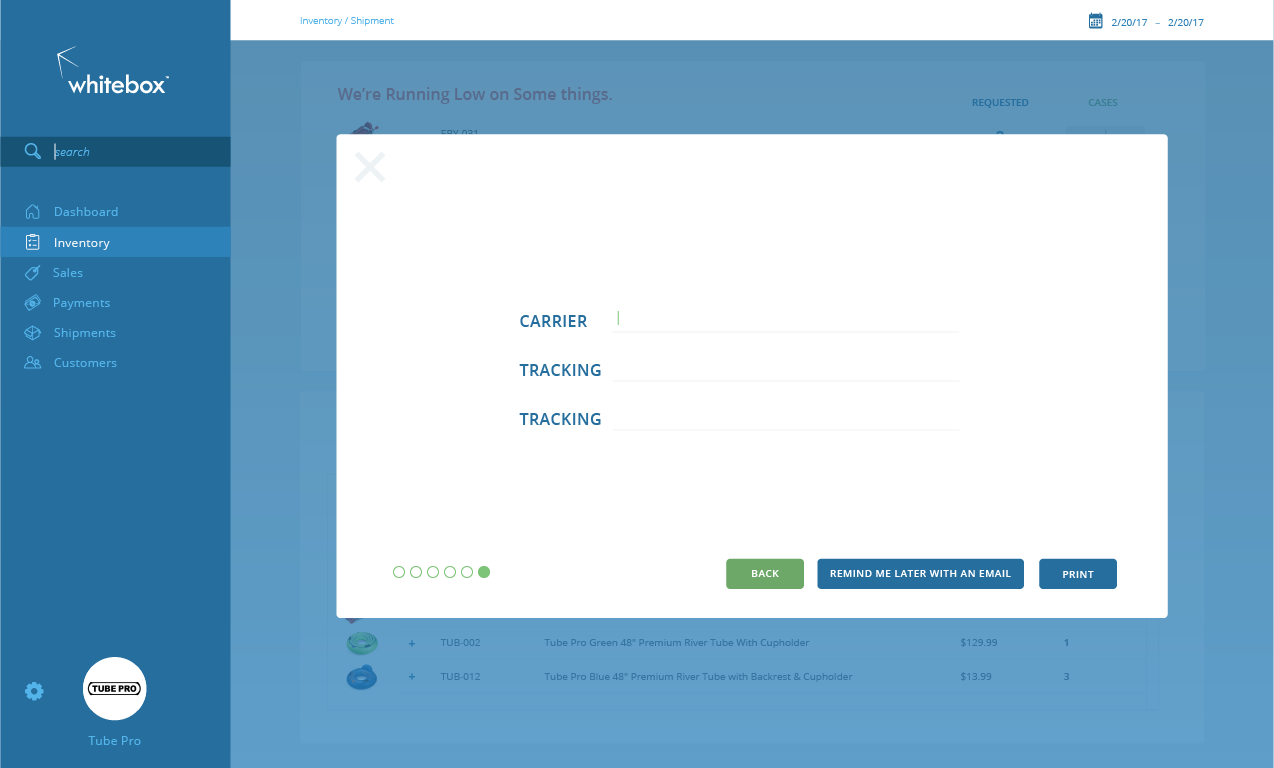 Inventory / Shipment
2/20/17 – 2/20/17
whitebox™
search
Dashboard
Inventory
Sales
Payments
Shipments
Customers
TUBE PRO
Tube Pro
We're Running Low on Some things.
REQUESTED CASES
CARRIER
TRACKING
TRACKING
BACK
REMIND ME LATER WITH AN EMAIL
PRINT
+ TUB-002 Tube Pro Green 48" Premium River Tube With Cupholder $129.99 1
+ TUB-012 Tube Pro Blue 48" Premium River Tube with Backrest & Cupholder $13.99 3